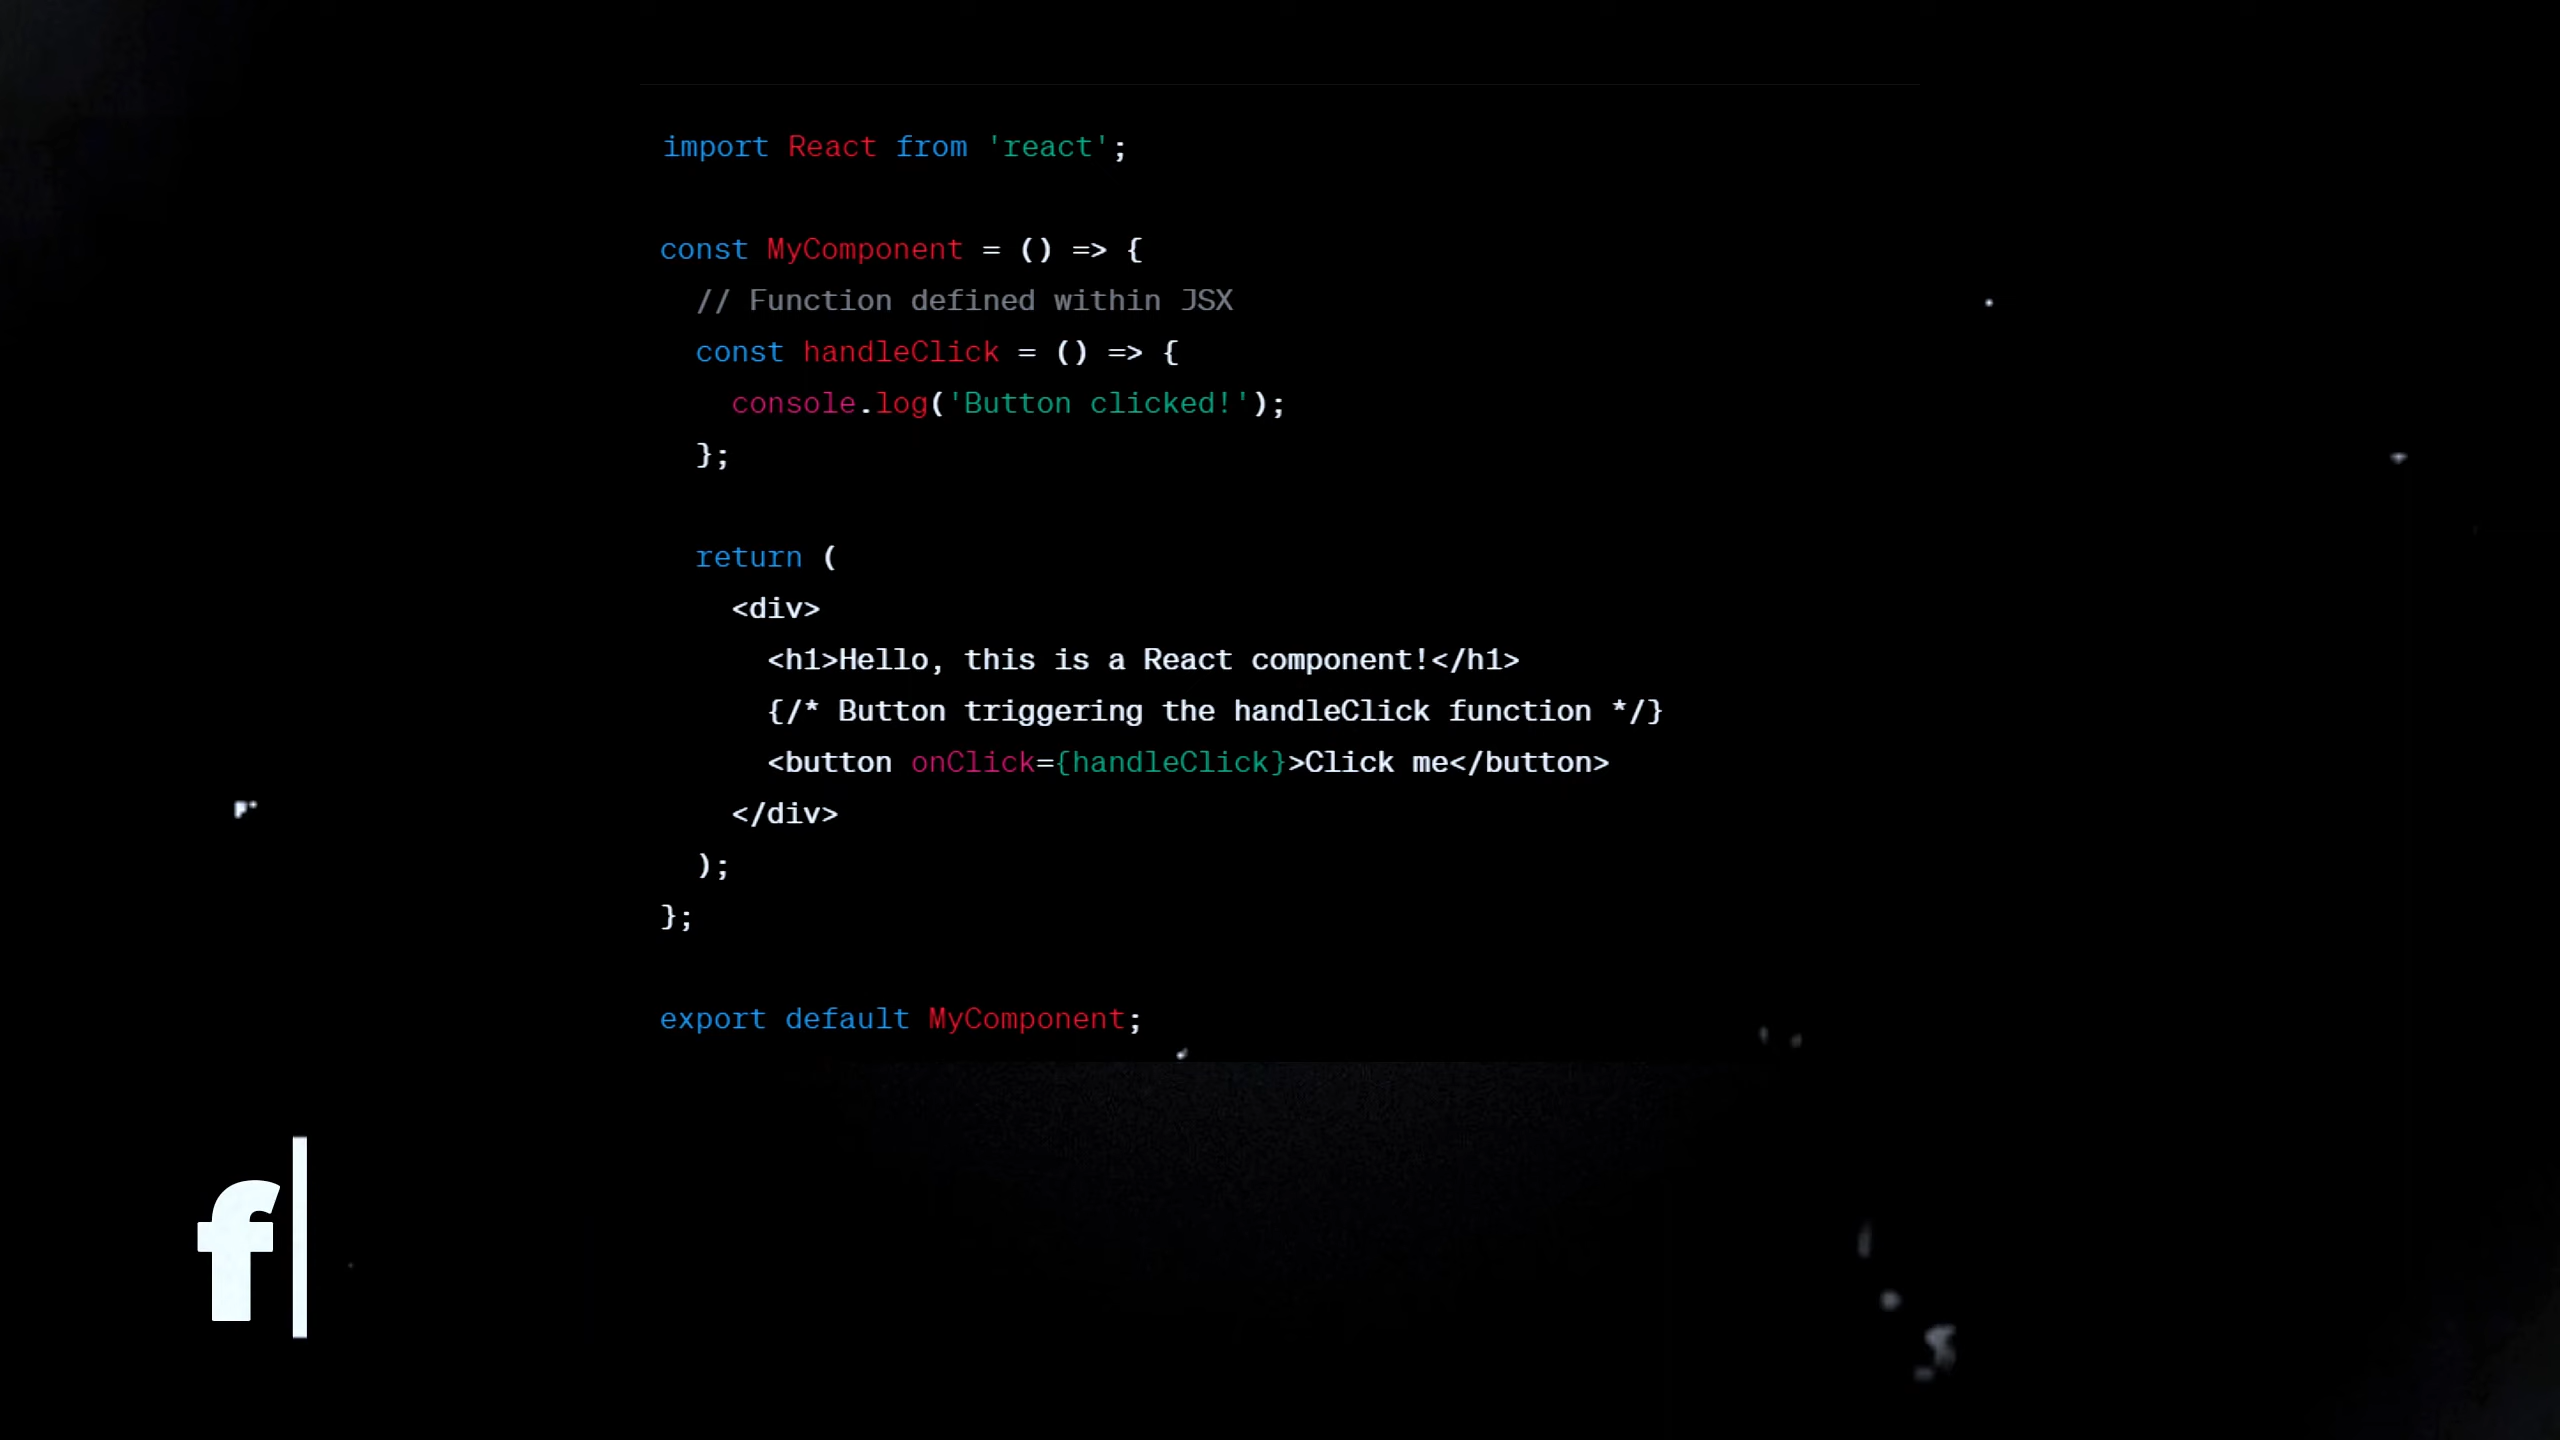 import React from 'react';
const MyComponent = () => {
// Function defined within JSX
const handleClick = () => {
console.log('Button clicked!');
};
return (
<div>
<h1>Hello, this is a React component!</h1>
{/* Button triggering the handleClick function */}
<button onClick={handleClick}>Click me</button>
</div>
);
};
export default MyComponent;
f|